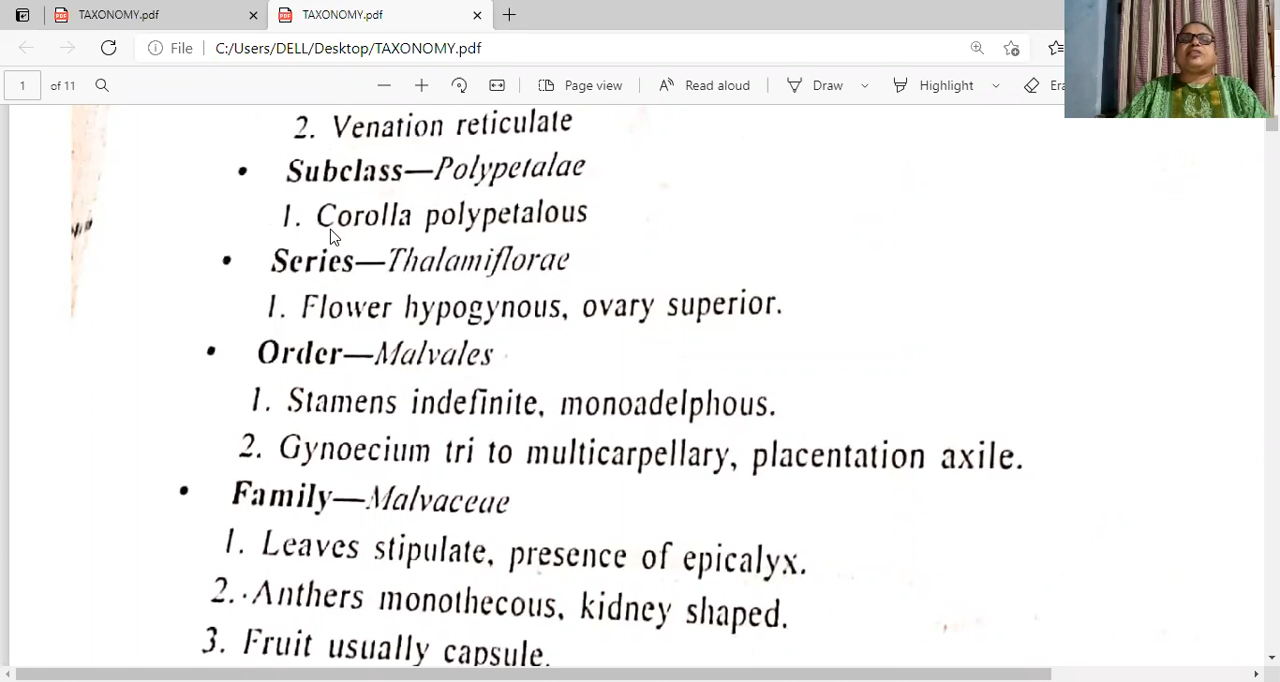 TAXONOMY.pdf
TAXONOMY.pdf
File C:/Users/DELL/Desktop/TAXONOMY.pdf
1 of 11 Page view Read aloud Draw Highlight Era
2. Venation reticulate
• Subclass—Polypetalae
1. Corolla polypetalous
• Series—Thalamiflorae
1. Flower hypogynous, ovary superior.
• Order—Malvales
1. Stamens indefinite, monoadelphous.
2. Gynoecium tri to multicarpellary, placentation axile.
• Family—Malvaceae
1. Leaves stipulate, presence of epicalyx.
2. Anthers monothecous, kidney shaped.
3. Fruit usually capsule.